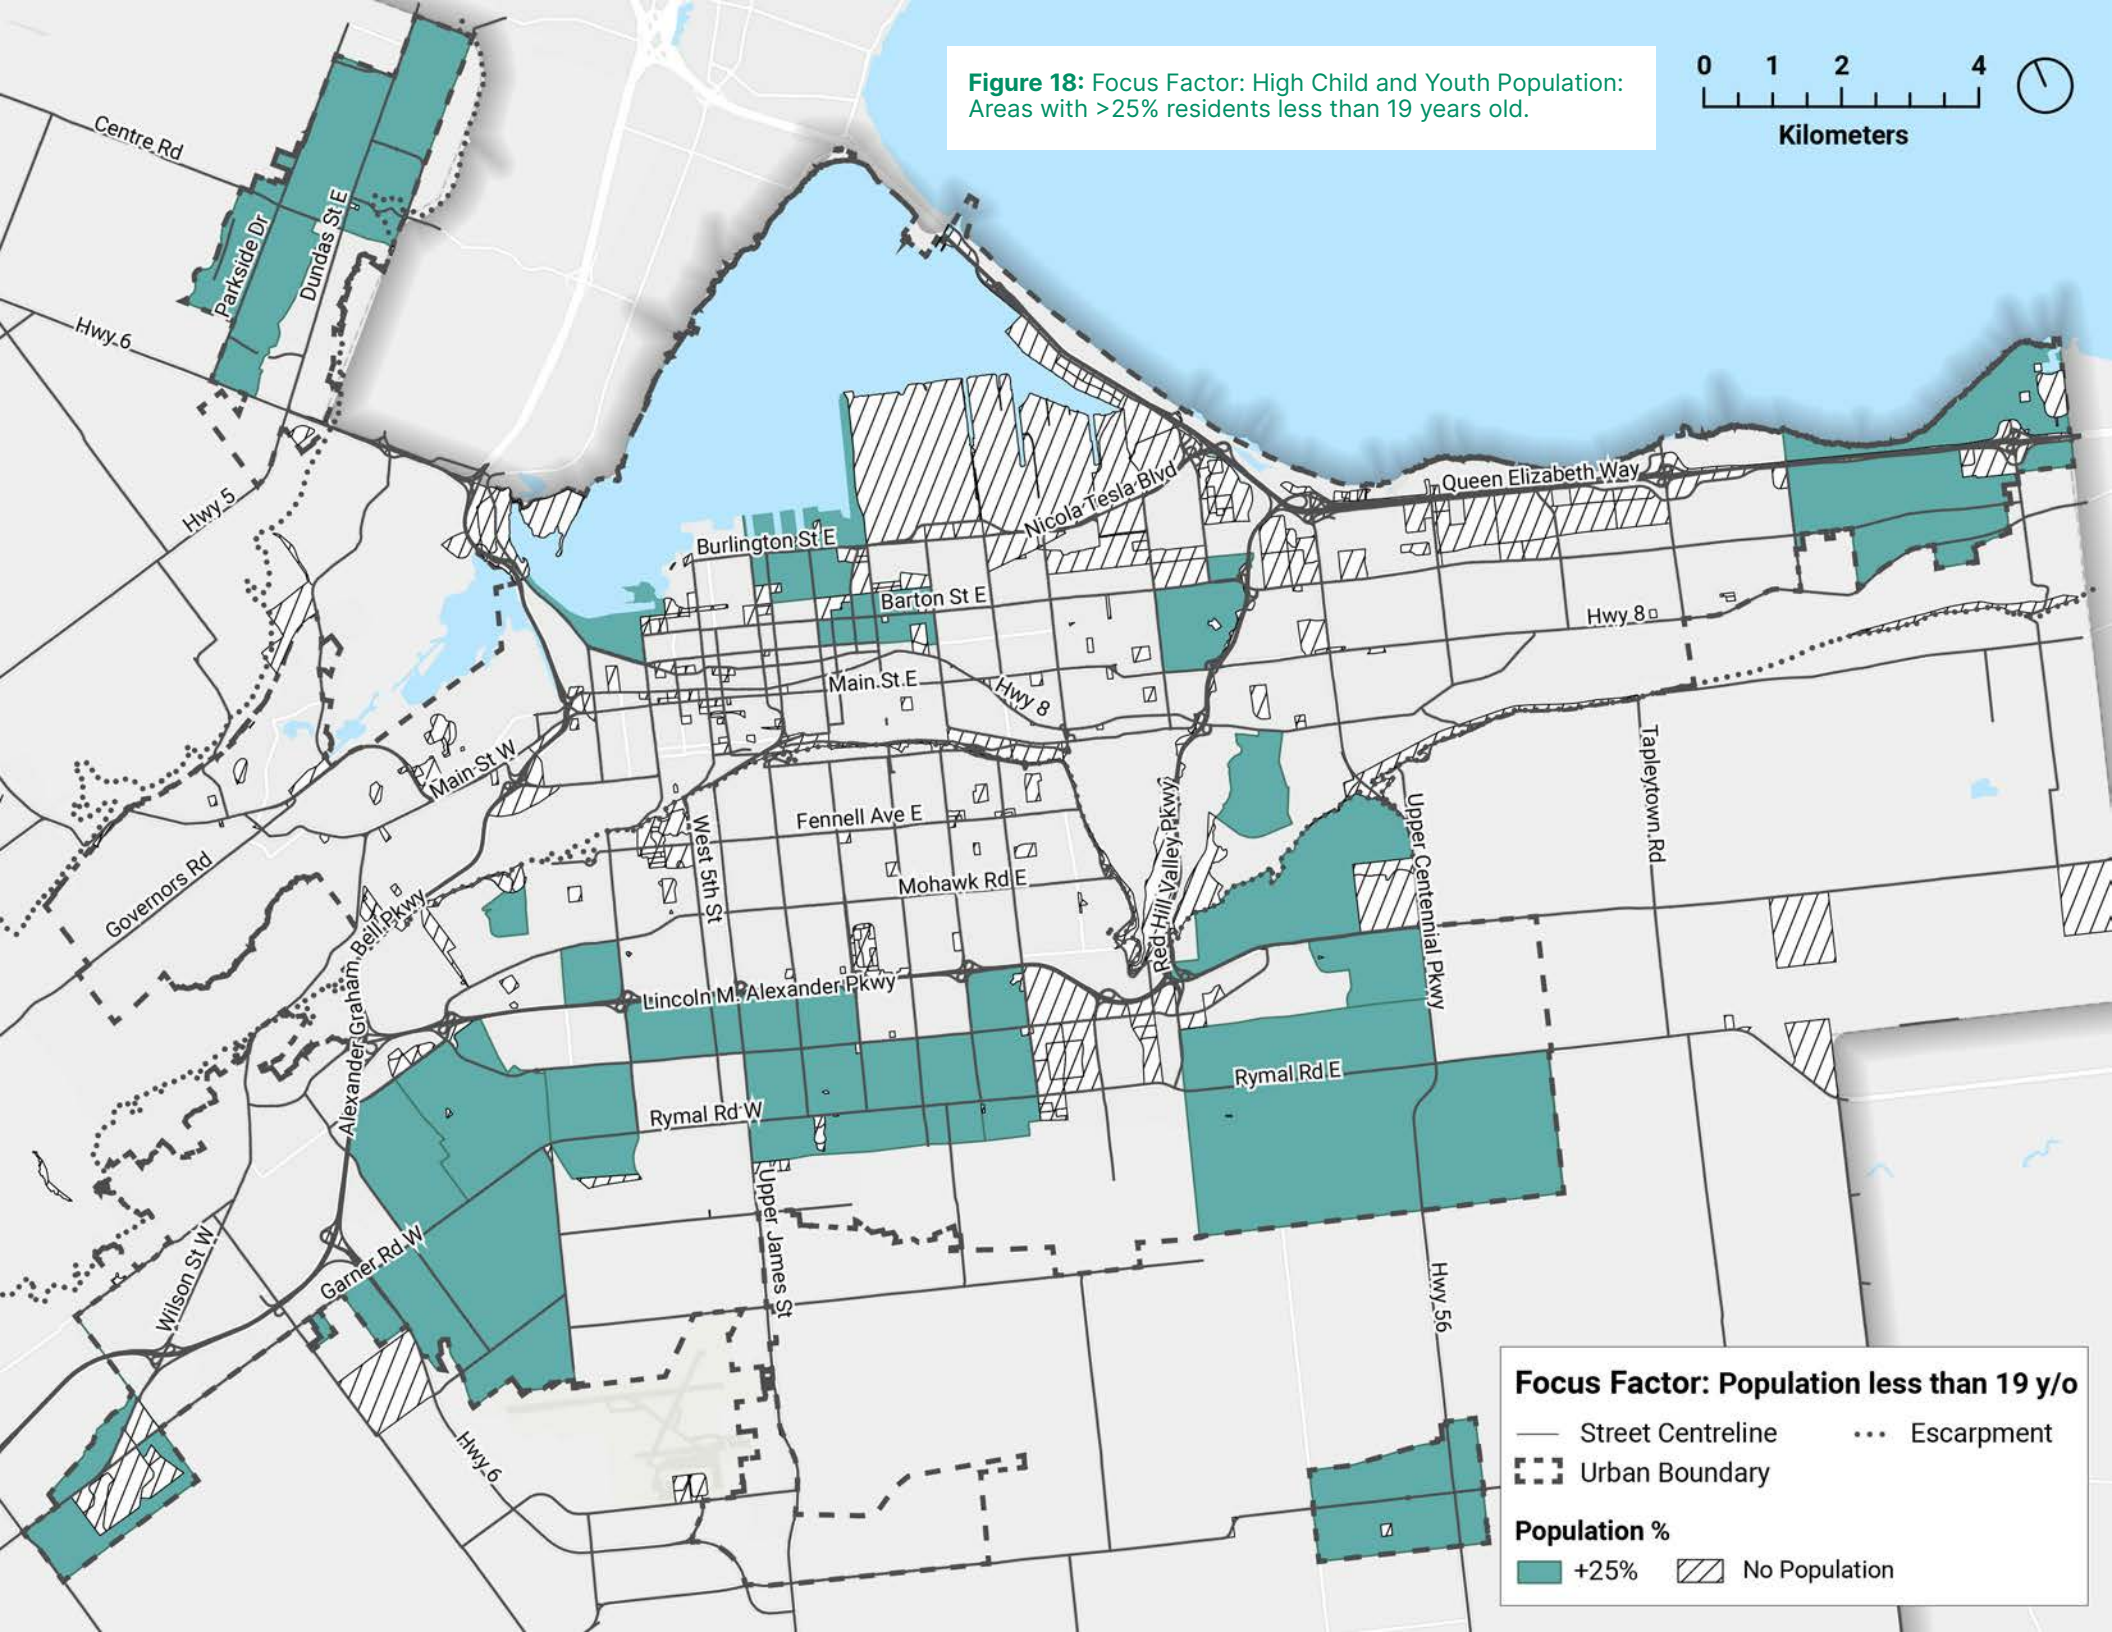 Figure 18: Focus Factor: High Child and Youth Population:
Areas with >25% residents less than 19 years old.
0 1 2 4
Kilometers
Centre Rd
Parkside Dr
Dundas St E
Hwy 6
Hwy 5
Queen Elizabeth Way
Nicola Tesla Blvd
Burlington St E
Barton St E
Hwy 8
Main St E
Hwy 8
Main St W
Tapleytown Rd
Fennell Ave E
West 5th St
Red Hill Valley Pkwy
Upper Centennial Pkwy
Governors Rd
Mohawk Rd E
Alexander Graham Bell Pkwy
Lincoln M. Alexander Pkwy
Rymal Rd E
Rymal Rd W
Upper James St
Garner Rd W
Wilson St W
Hwy 56
Hwy 6
Focus Factor: Population less than 19 y/o
Street Centreline
Escarpment
Urban Boundary
Population %
+25%
No Population